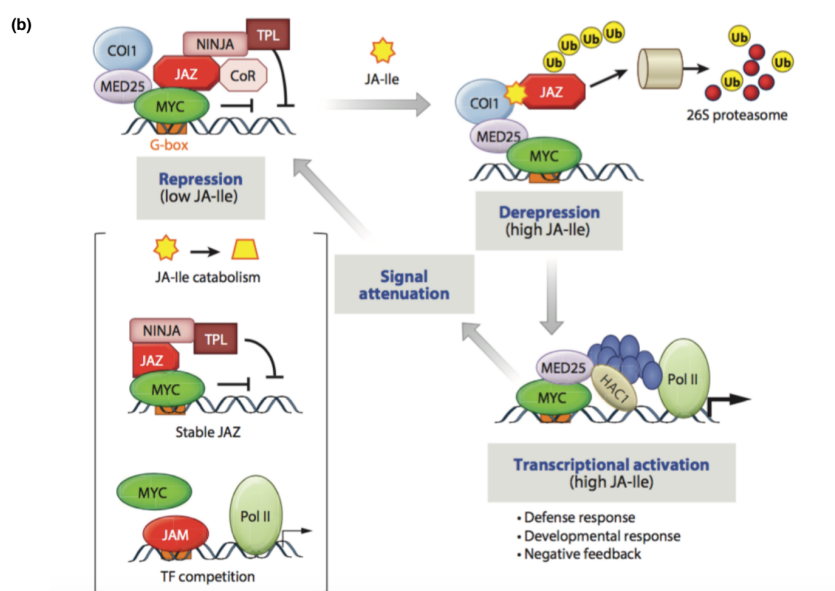 (b)
COI1
NINJA
TPL
JAZ
CoR
MED25
MYC
G-box
Repression
(low JA-Ile)
JA-Ile
Ub
Ub
Ub
Ub
COI1
JAZ
MED25
MYC
Ub
Ub
Ub
26S proteasome
Derepression
(high JA-Ile)
Signal
attenuation
MED25
HAC1
Pol II
MYC
Transcriptional activation
(high JA-Ile)
• Defense response
• Developmental response
• Negative feedback
JA-Ile catabolism
NINJA
TPL
JAZ
MYC
Stable JAZ
MYC
Pol II
JAM
TF competition